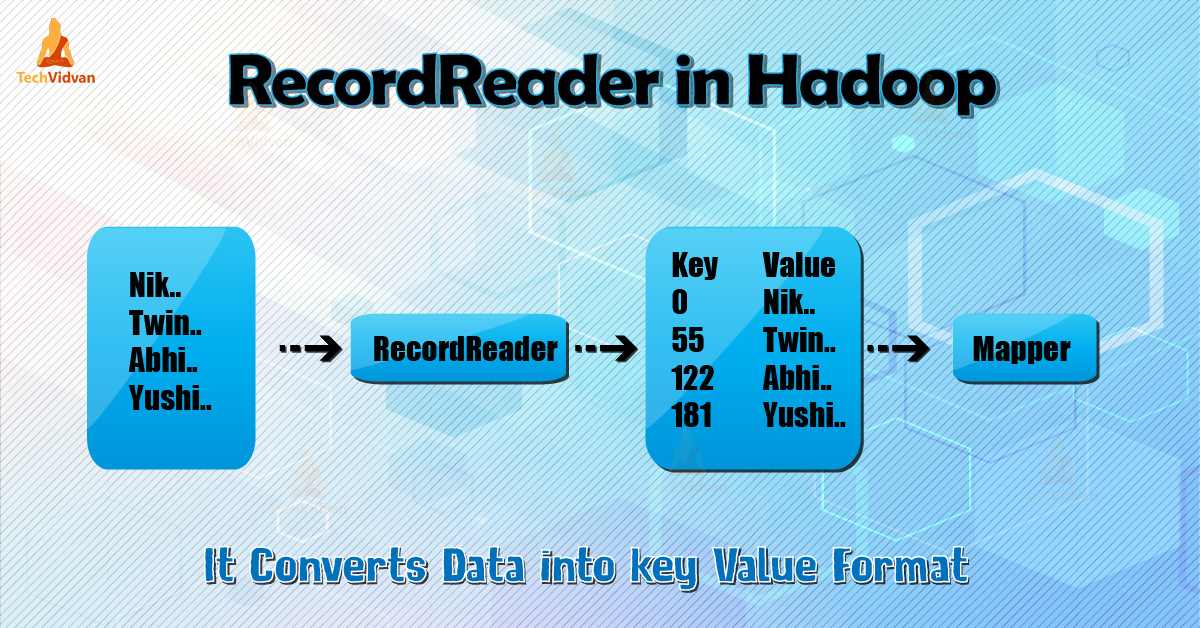 TechVidvan
RecordReader in Hadoop
Nik..
Twin..
Abhi..
Yushi..
RecordReader
Key Value
0 Nik..
55 Twin..
122 Abhi..
181 Yushi..
Mapper
It Converts Data into key Value Format